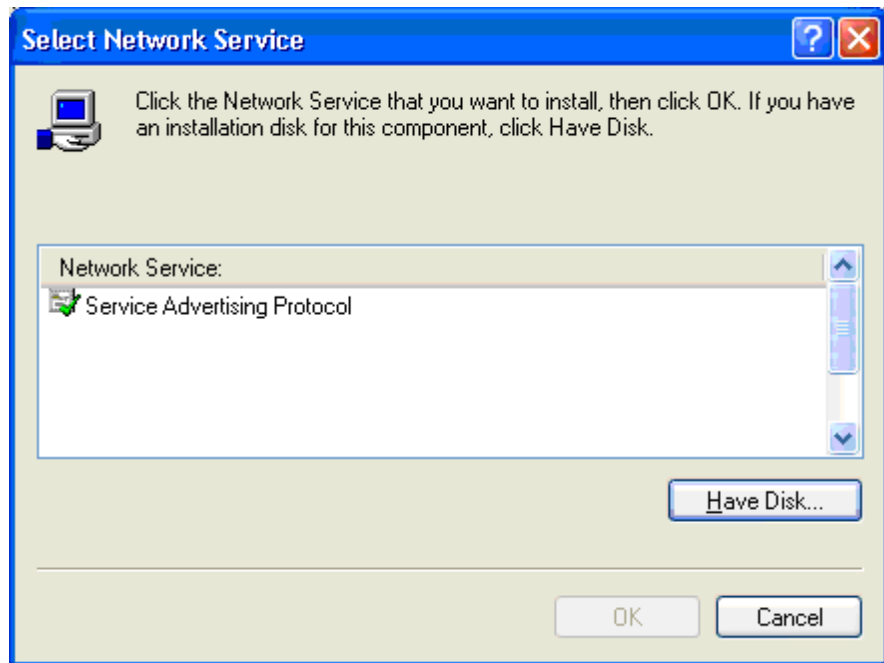 Select Network Service
Click the Network Service that you want to install, then click OK. If you have
an installation disk for this component, click Have Disk.
Network Service:
Service Advertising Protocol
Have Disk...
OK
Cancel